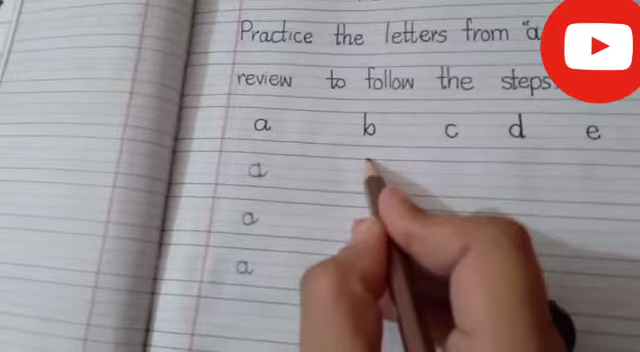 Practice the letters from "a
review to follow the steps
a b c d e
a
a
a